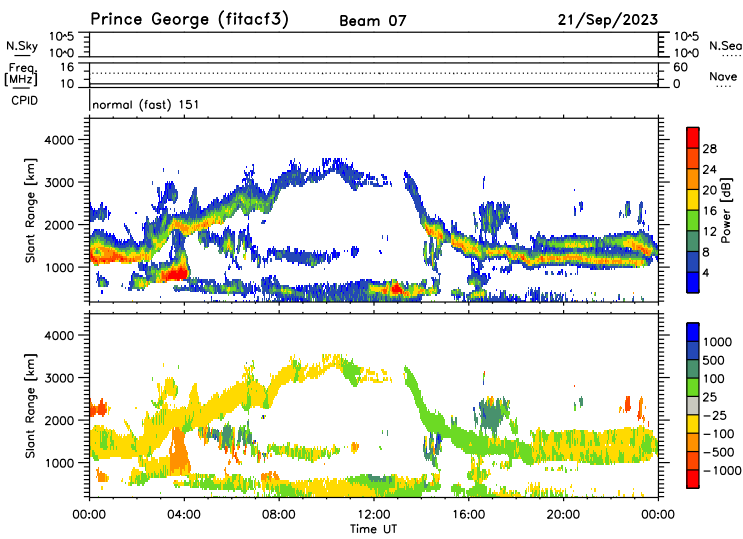 Prince George (fitacf3) Beam 07 21/Sep/2023
N.Sky 10^5 10^0 10^5 10^0 N.Sea
Freq [MHz] 16 10 60 0 Nave
CPID normal (fast) 151
Slant Range [km]
4000
3000
2000
1000
28
24
20
16
12
8
4
Power [dB]
Slant Range [km]
4000
3000
2000
1000
1000
500
100
25
-25
-100
-500
-1000
00:00 04:00 08:00 12:00 16:00 20:00 00:00
Time UT